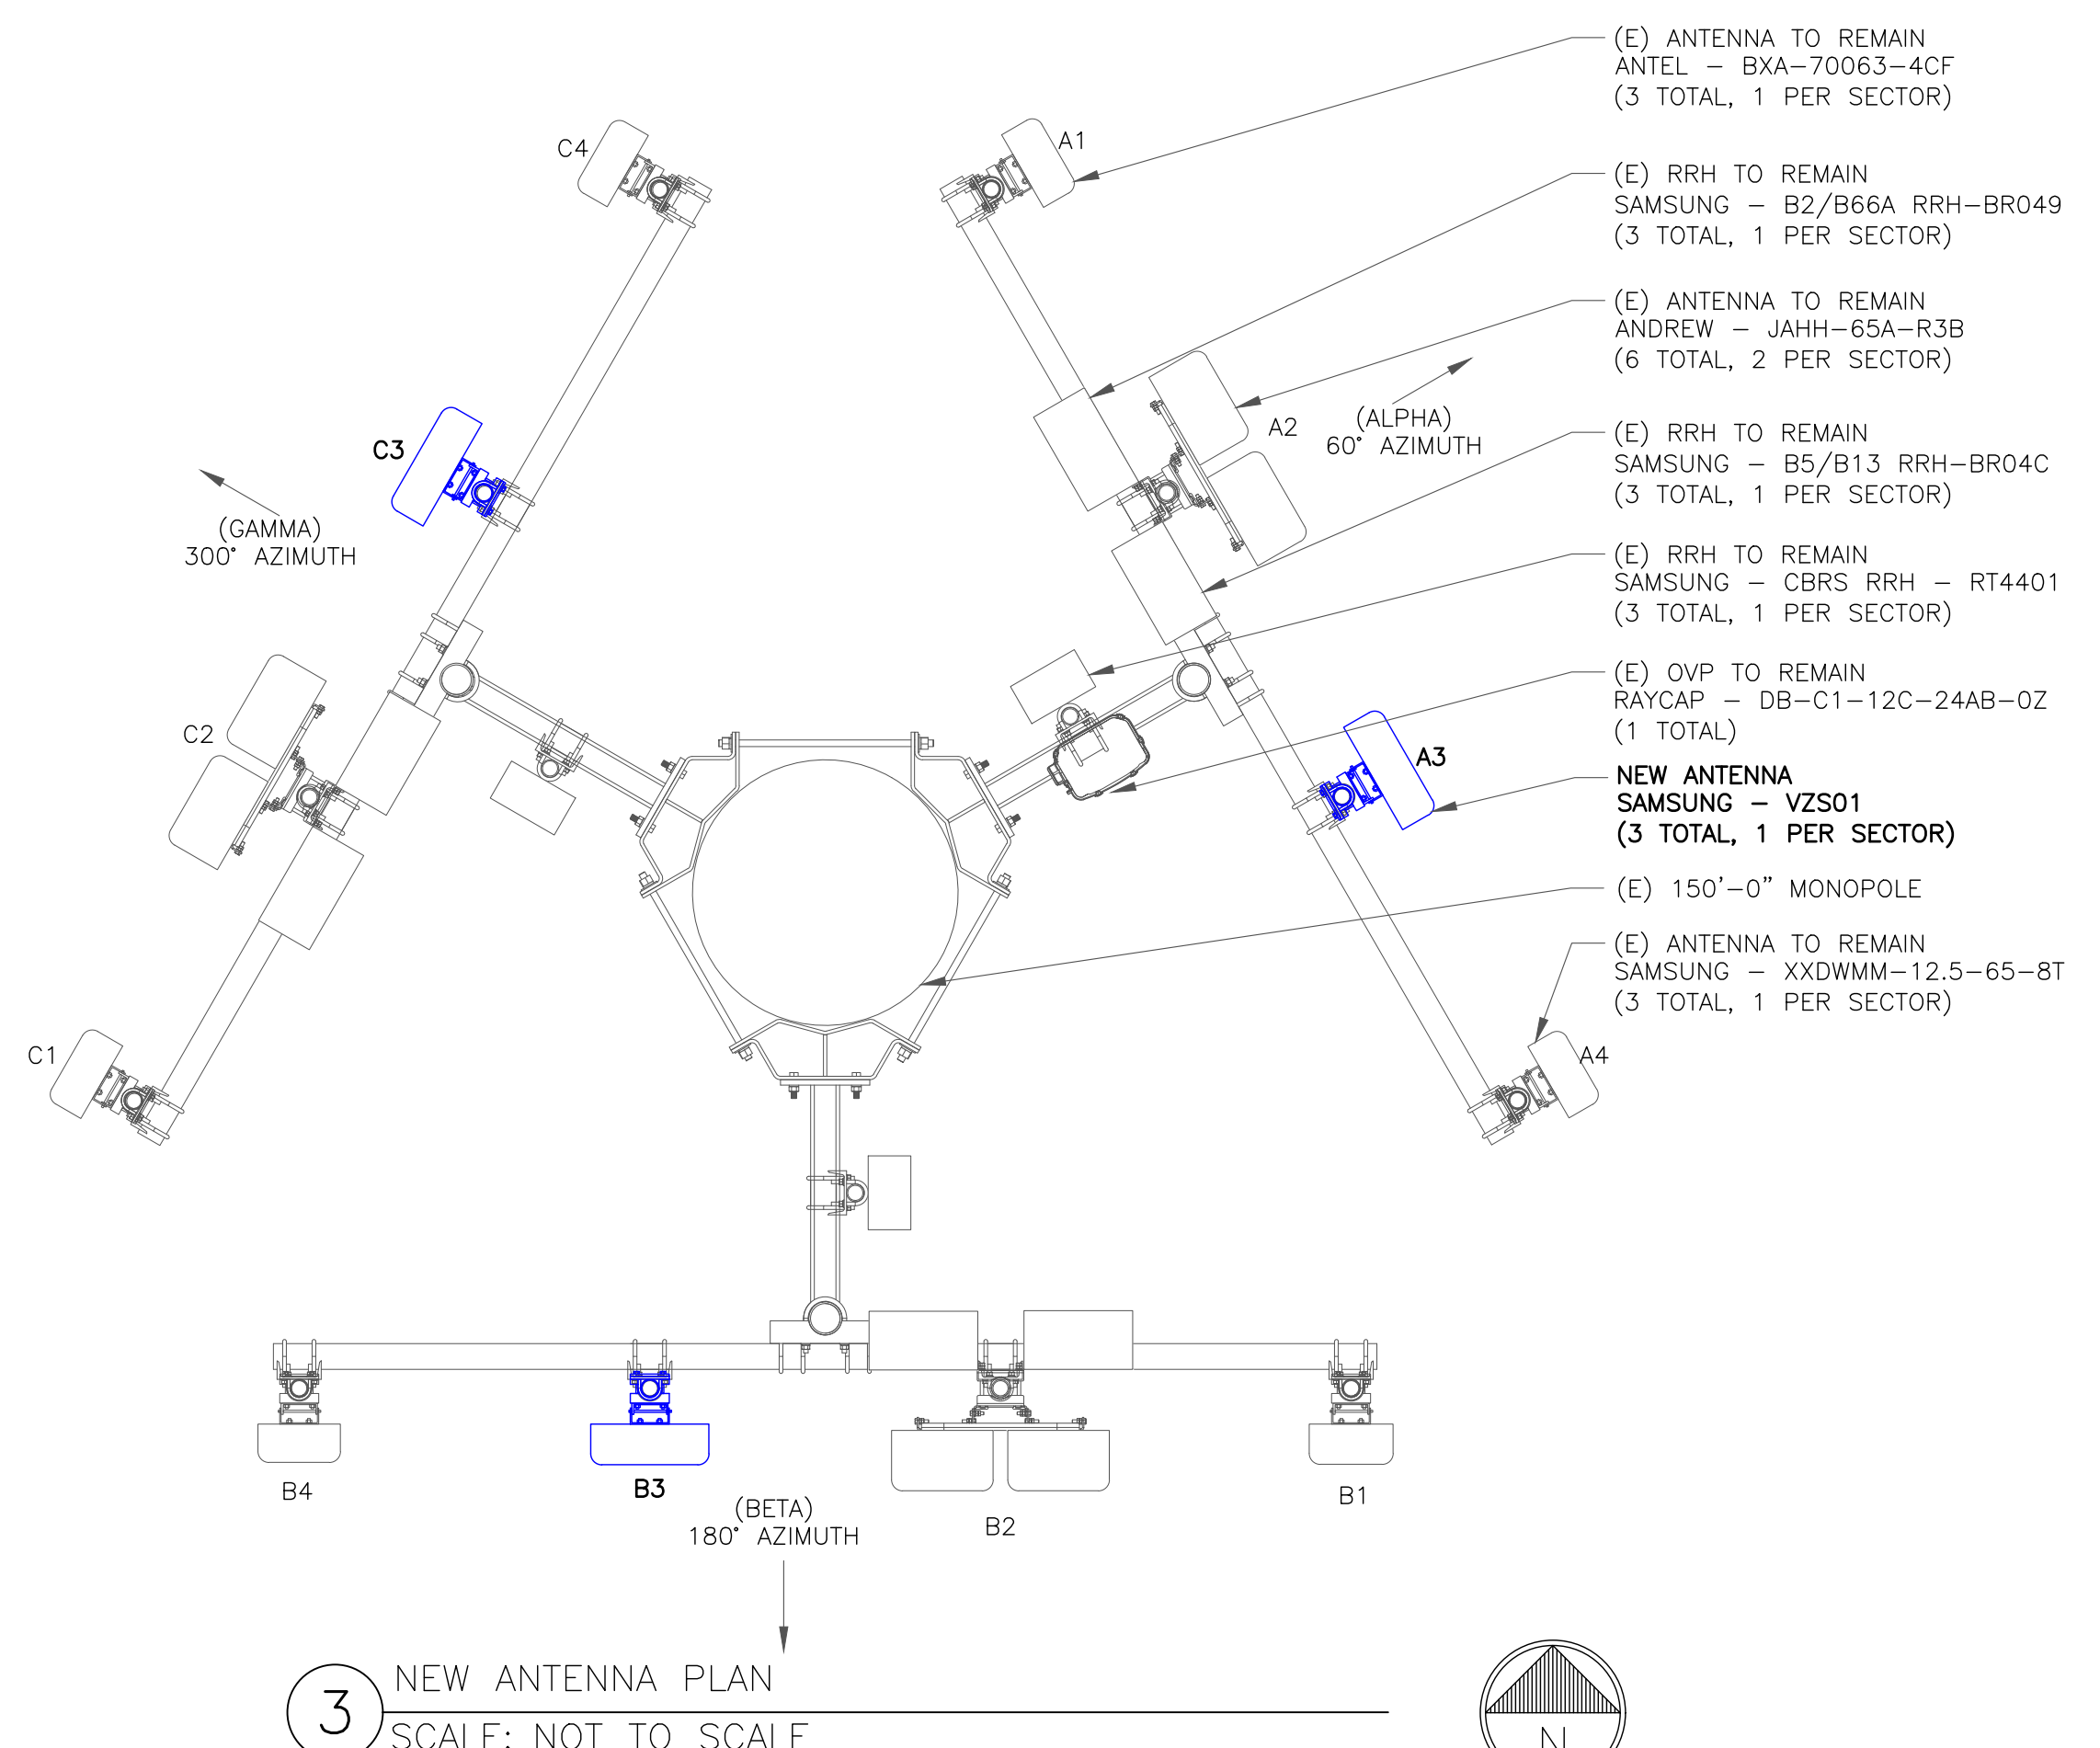 (E) ANTENNA TO REMAIN
ANTEL - BXA-70063-4CF
(3 TOTAL, 1 PER SECTOR)
(E) RRH TO REMAIN
SAMSUNG - B2/B66A RRH-BR049
(3 TOTAL, 1 PER SECTOR)
(E) ANTENNA TO REMAIN
ANDREW - JAHH-65A-R3B
(6 TOTAL, 2 PER SECTOR)
(E) RRH TO REMAIN
SAMSUNG - B5/B13 RRH-BR04C
(3 TOTAL, 1 PER SECTOR)
(E) RRH TO REMAIN
SAMSUNG - CBRS RRH - RT4401
(3 TOTAL, 1 PER SECTOR)
(E) OVP TO REMAIN
RAYCAP - DB-C1-12C-24AB-0Z
(1 TOTAL)
NEW ANTENNA
SAMSUNG - VZS01
(3 TOTAL, 1 PER SECTOR)
(E) 150'-0" MONOPOLE
(E) ANTENNA TO REMAIN
SAMSUNG - XXDWMM-12.5-65-8T
(3 TOTAL, 1 PER SECTOR)
C4
A1
C3
A2
(ALPHA)
60° AZIMUTH
(GAMMA)
300° AZIMUTH
C2
A3
C1
A4
B4
B3
B2
B1
(BETA)
180° AZIMUTH
3
NEW ANTENNA PLAN
SCALE: NOT TO SCALE
N